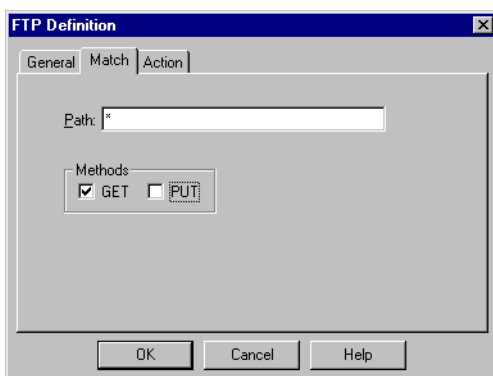 FTP Definition
General Match Action
Path: *
Methods
GET PUT
OK Cancel Help